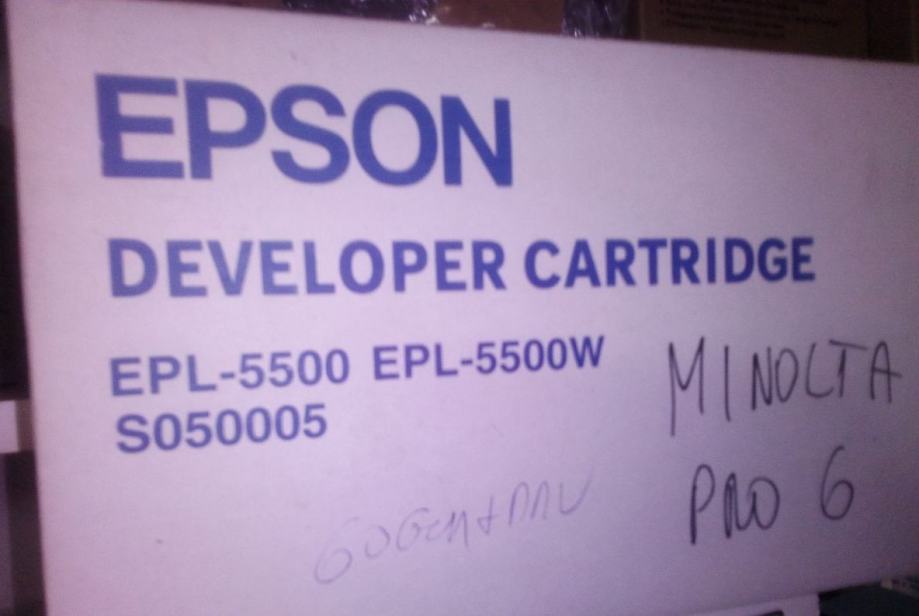 EPSON
DEVELOPER CARTRIDGE
EPL-5500 EPL-5500W
S050005
MINOLTA
PRO 6